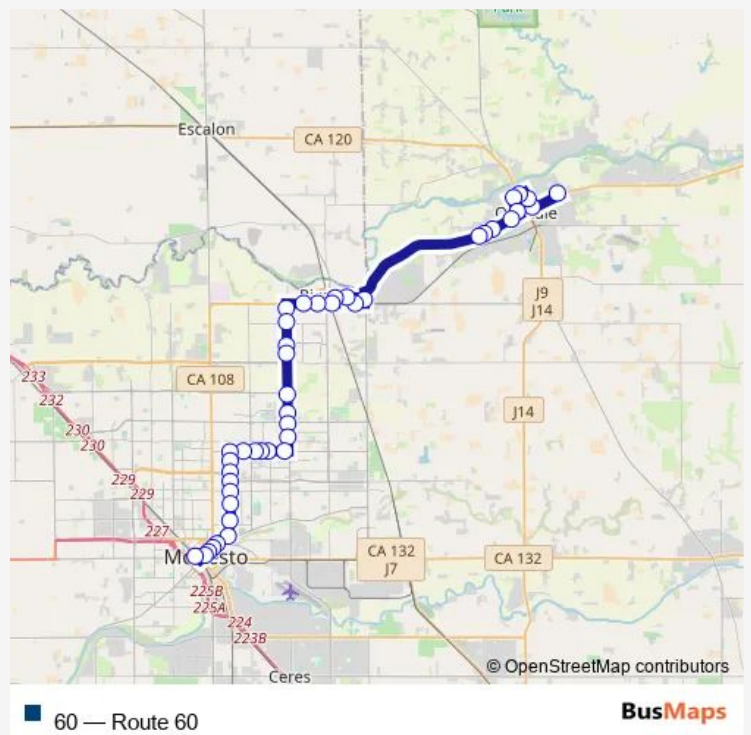 Park
Escalon
CA 120
J9
J14
233
232
CA 108
J14
230
230
229
229
227
CA 132
J7
CA 132
225B
225A
224
223B
Ceres
© OpenStreetMap contributors
60 — Route 60
BusMaps